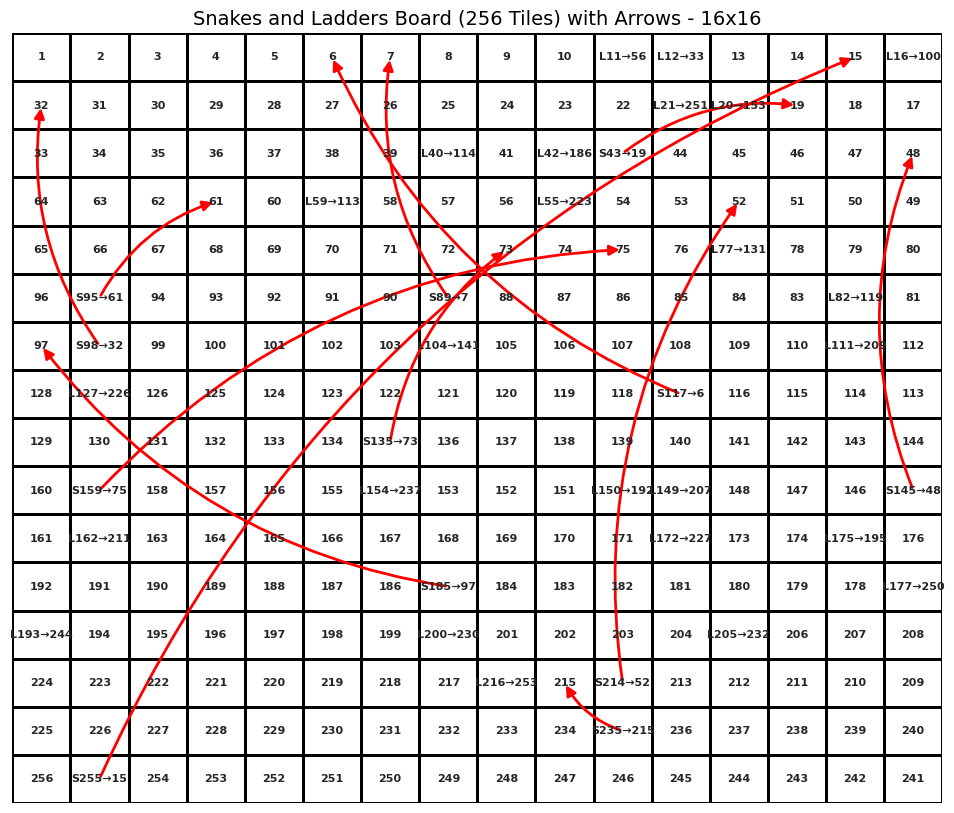 Snakes and Ladders Board (256 Tiles) with Arrows - 16x16
1 2 3 4 5 6 7 8 9 10 L11→56 L12→33 13 14 15 L16→100
32 31 30 29 28 27 26 25 24 23 22 L21→251 L20→153 19 18 17
33 34 35 36 37 38 39 L40→114 41 L42→186 S43→19 44 45 46 47 48
64 63 62 61 60 L59→113 58 57 56 L55→223 54 53 52 51 50 49
65 66 67 68 69 70 71 72 73 74 75 76 L77→131 78 79 80
96 S95→61 94 93 92 91 90 S89→7 88 87 86 85 84 83 L82→119 81
97 S98→32 99 100 101 102 103 L104→141 105 106 107 108 109 110 112
128 L127→226 126 125 124 123 122 121 120 119 118 S117→6 116 115 114 113
129 130 131 132 133 134 S135→73 136 137 138 139 140 141 142 143 144
160 S159→75 158 157 156 155 L154→237 153 152 151 L150→192 L149→207 148 147 146 S145→48
161 L162→211 163 164 165 166 167 168 169 170 171 L172→227 173 174 L175→195 176
192 191 190 189 188 187 186 S185→97 184 183 182 181 180 179 178 L177→250
L193→244 194 195 196 197 198 199 L200→230 201 202 203 204 L205→232 206 207 208
224 223 222 221 220 219 218 217 L216→253 215 S214→52 213 212 211 210 209
225 226 227 228 229 230 231 232 233 234 S235→215 236 237 238 239 240
256 S255→15 254 253 252 251 250 249 248 247 246 245 244 243 242 241